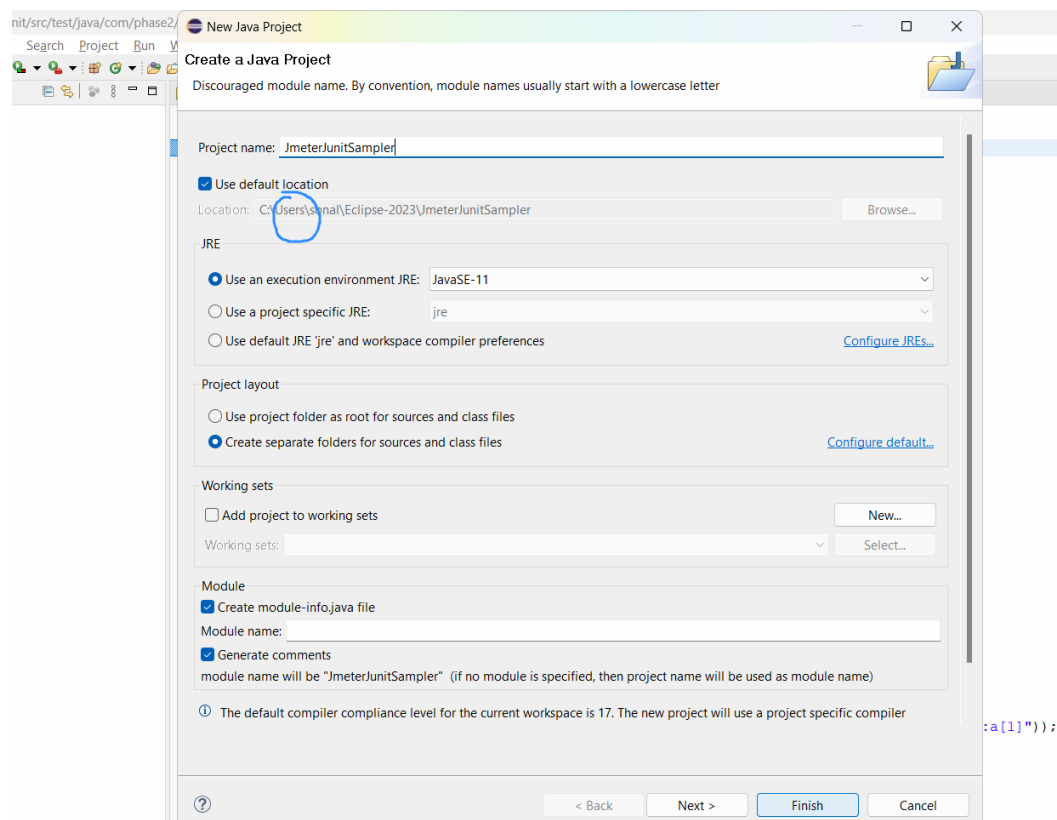 nit/src/test/java/com/phase2/
New Java Project
Search Project Run
Create a Java Project
Discouraged module name. By convention, module names usually start with a lowercase letter
Project name: JmeterJunitSampler
Use default location
Location: C:\Users\sonal\Eclipse-2023\JmeterJunitSampler Browse...
JRE
Use an execution environment JRE: JavaSE-11
Use a project specific JRE: jre
Use default JRE 'jre' and workspace compiler preferences Configure JREs...
Project layout
Use project folder as root for sources and class files
Create separate folders for sources and class files Configure default...
Working sets
Add project to working sets New...
Working sets: Select...
Module
Create module-info.java file
Module name:
Generate comments
module name will be "JmeterJunitSampler" (if no module is specified, then project name will be used as module name)
The default compiler compliance level for the current workspace is 17. The new project will use a project specific compiler
:a[1]"));
< Back Next > Finish Cancel